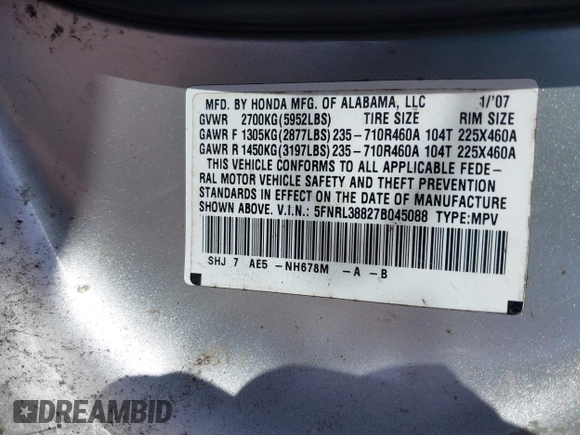 MFD. BY HONDA MFG. OF ALABAMA, LLC 1/'07
GVWR 2700KG(5952LBS) TIRE SIZE RIM SIZE
GAWR F 1305KG(2877LBS) 235-710R460A 104T 225X460A
GAWR R 1450KG(3197LBS) 235-710R460A 104T 225X460A
THIS VEHICLE CONFORMS TO ALL APPLICABLE FEDE-
RAL MOTOR VEHICLE SAFETY AND THEFT PREVENTION
STANDARDS IN EFFECT ON THE DATE OF MANUFACTURE
SHOWN ABOVE. V.I.N.: 5FNRL38827B045088 TYPE:MPV
SHJ 7 AE5 -NH678M -A -B
DREAMBID